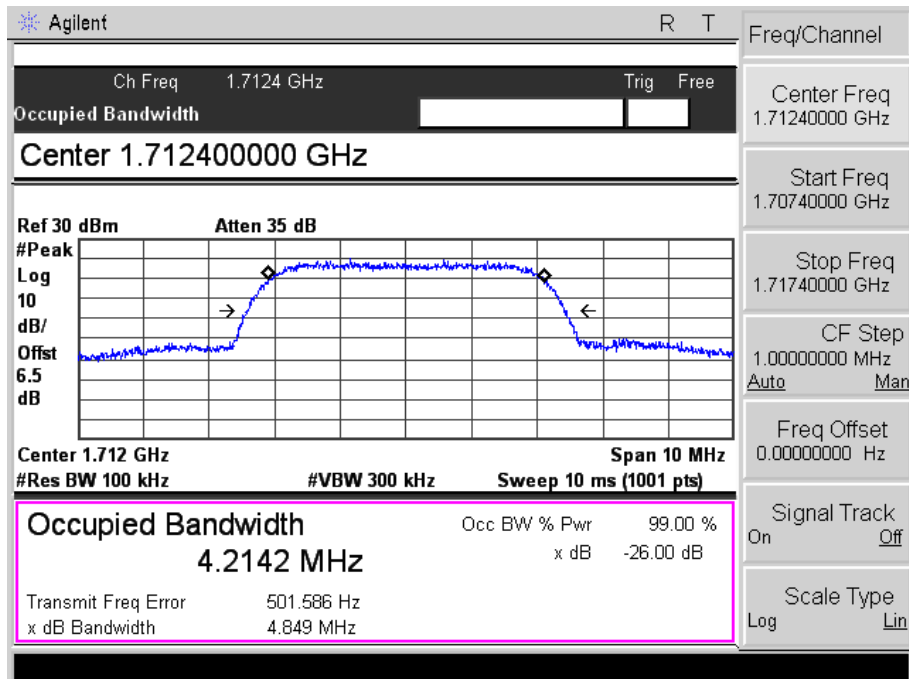 Agilent R T
Ch Freq 1.7124 GHz Trig Free
Occupied Bandwidth
Center 1.712400000 GHz
Ref 30 dBm Atten 35 dB
#Peak
Log
10
dB/
Offst
6.5
dB
Center 1.712 GHz Span 10 MHz
#Res BW 100 kHz #VBW 300 kHz Sweep 10 ms (1001 pts)
Occupied Bandwidth
4.2142 MHz
Occ BW % Pwr 99.00 %
x dB -26.00 dB
Transmit Freq Error 501.586 Hz
x dB Bandwidth 4.849 MHz
Freq/Channel
Center Freq
1.71240000 GHz
Start Freq
1.70740000 GHz
Stop Freq
1.71740000 GHz
CF Step
1.00000000 MHz
Auto Man
Freq Offset
0.00000000 Hz
Signal Track
On Off
Scale Type
Log Lin